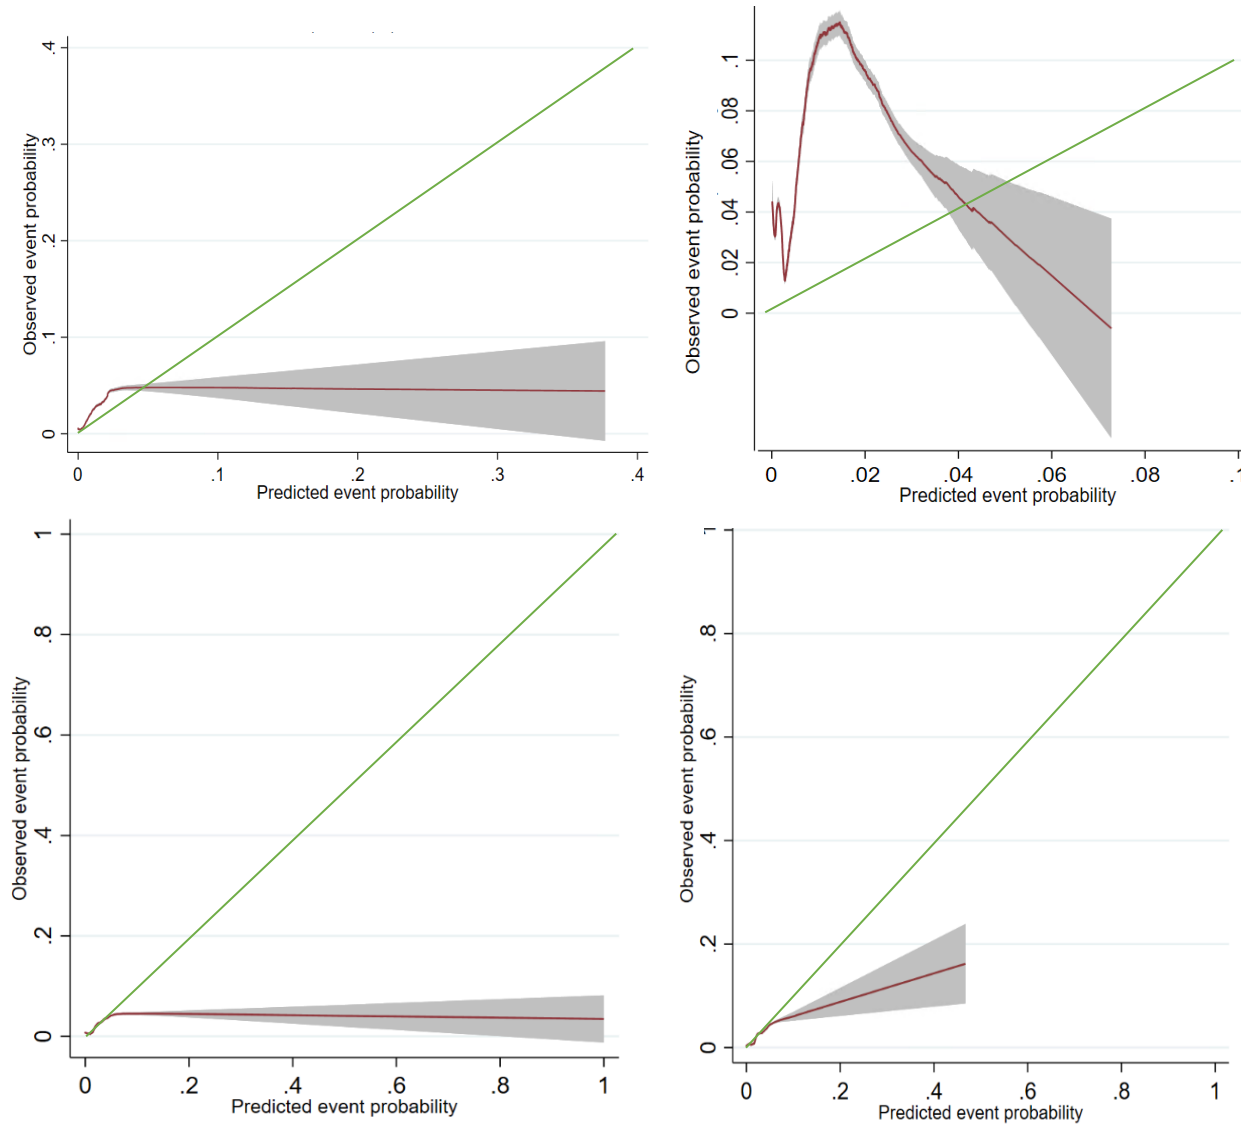 Observed event probability
.4
.3
.2
.1
0
0 .1 .2 .3 .4
Predicted event probability
Observed event probability
.1
.08
.06
.04
.02
0
0 .02 .04 .06 .08 .1
Predicted event probability
Observed event probability
1
.8
.6
.4
.2
0
0 .2 .4 .6 .8 1
Predicted event probability
Observed event probability
1
.8
.6
.4
.2
0
0 .2 .4 .6 .8 1
Predicted event probability